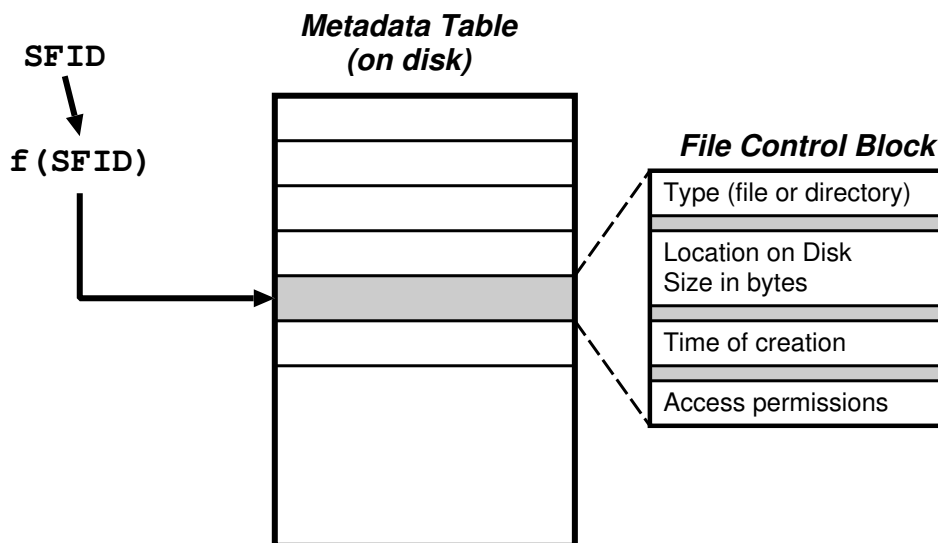 Metadata Table
(on disk)
SFID
f(SFID)
File Control Block
Type (file or directory)
Location on Disk
Size in bytes
Time of creation
Access permissions